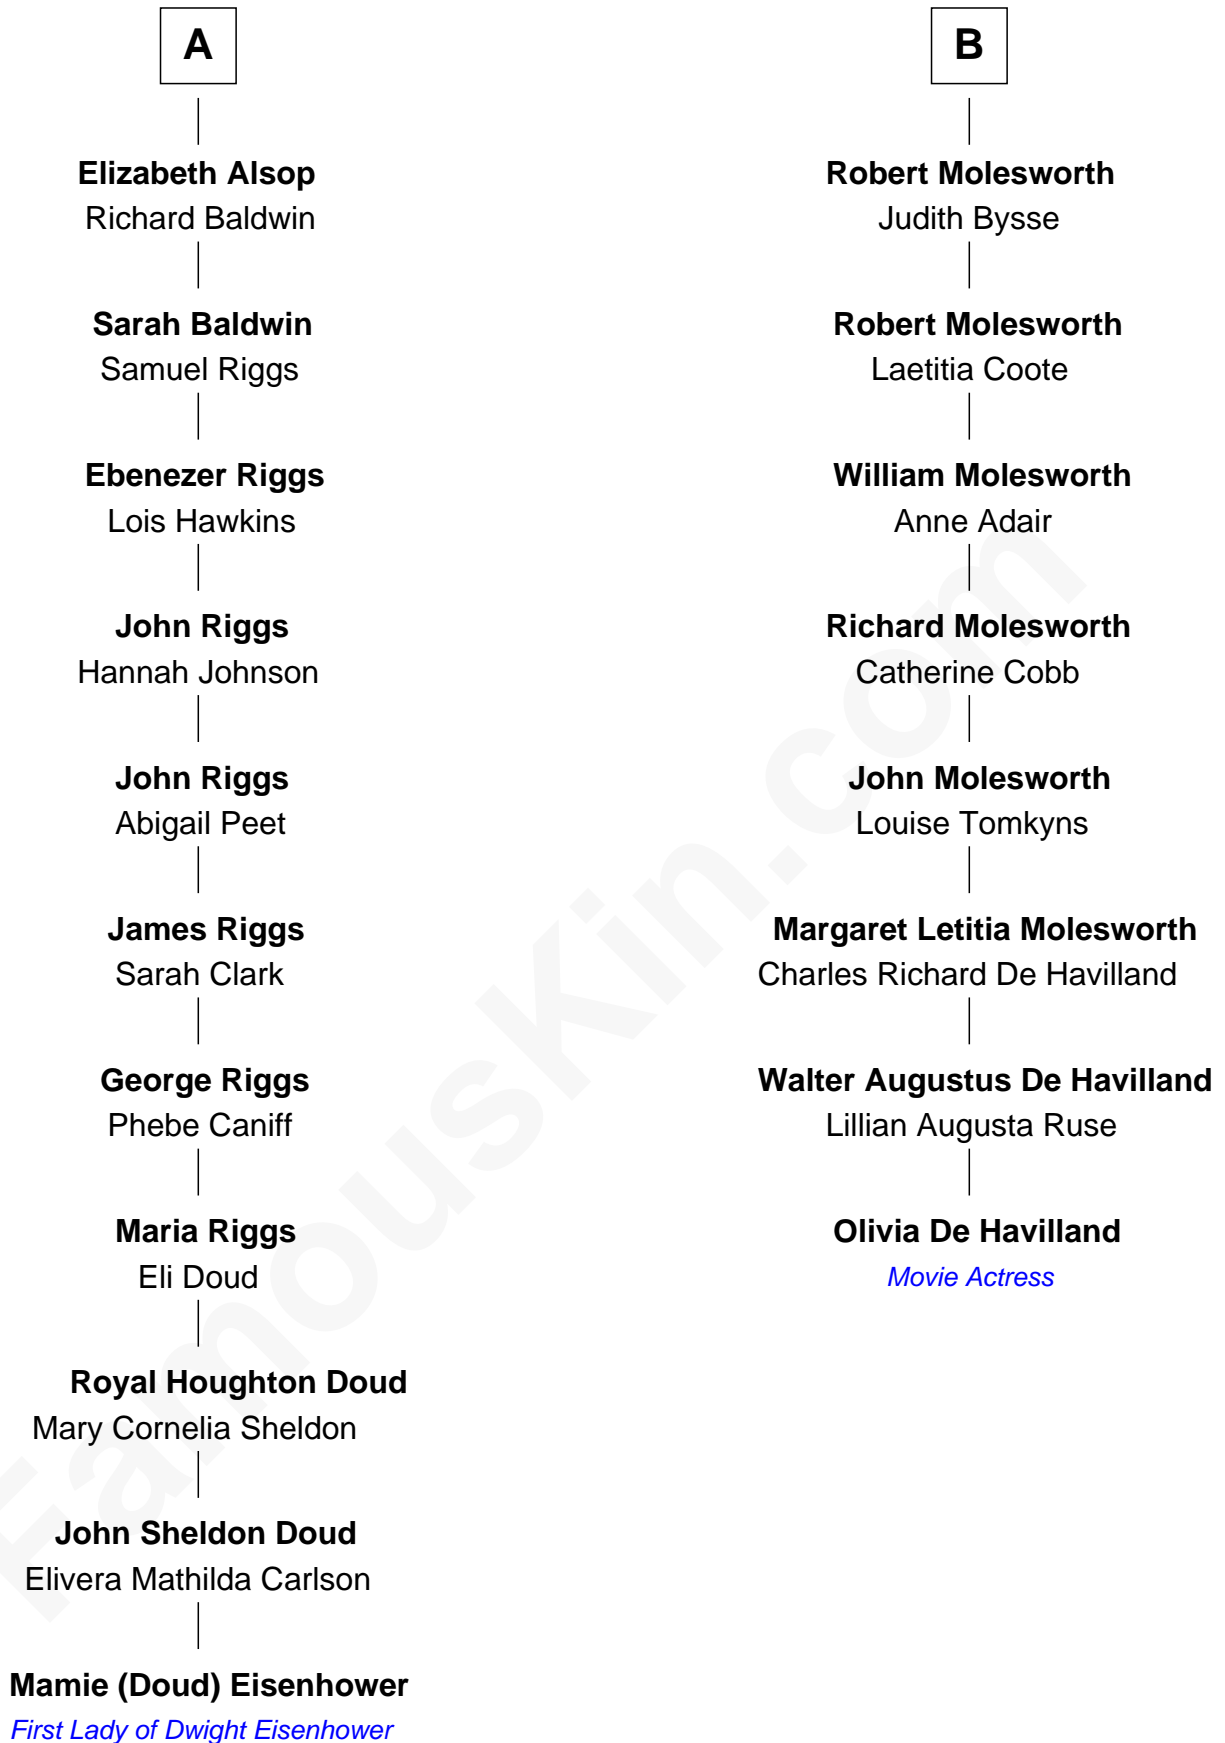 A
Elizabeth Alsop
Richard Baldwin
Sarah Baldwin
Samuel Riggs
Ebenezer Riggs
Lois Hawkins
John Riggs
Hannah Johnson
John Riggs
Abigail Peet
James Riggs
Sarah Clark
George Riggs
Phebe Caniff
Maria Riggs
Eli Doud
Royal Houghton Doud
Mary Cornelia Sheldon
John Sheldon Doud
Elivera Mathilda Carlson
Mamie (Doud) Eisenhower
First Lady of Dwight Eisenhower
B
Robert Molesworth
Judith Bysse
Robert Molesworth
Laetitia Coote
William Molesworth
Anne Adair
Richard Molesworth
Catherine Cobb
John Molesworth
Louise Tomkyns
Margaret Letitia Molesworth
Charles Richard De Havilland
Walter Augustus De Havilland
Lillian Augusta Ruse
Olivia De Havilland
Movie Actress
FamousKin.com